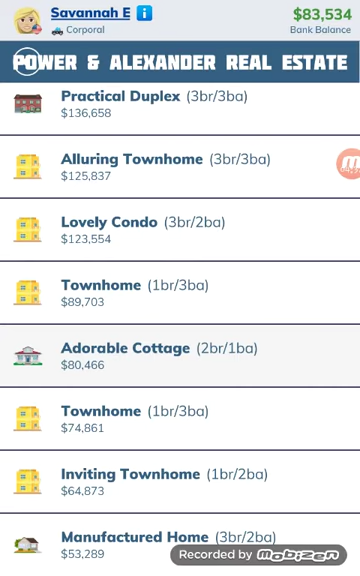 Savannah E
$83,534
Corporal
Bank Balance
POWER & ALEXANDER REAL ESTATE
Practical Duplex (3br/3ba)
$136,658
Alluring Townhome (3br/3ba)
$125,837
Lovely Condo (3br/2ba)
$123,554
Townhome (1br/3ba)
$89,703
Adorable Cottage (2br/1ba)
$80,466
Townhome (1br/3ba)
$74,861
Inviting Townhome (1br/2ba)
$64,873
Manufactured Home (3br/2ba)
$53,289
Recorded by mobizen